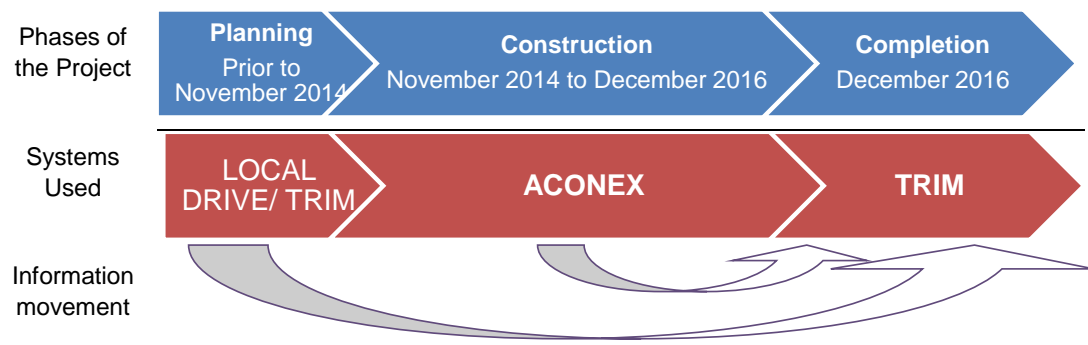 Phases of
the Project
Planning
Prior to
November 2014
Construction
November 2014 to December 2016
Completion
December 2016
Systems
Used
LOCAL
DRIVE/ TRIM
ACONEX
TRIM
Information
movement